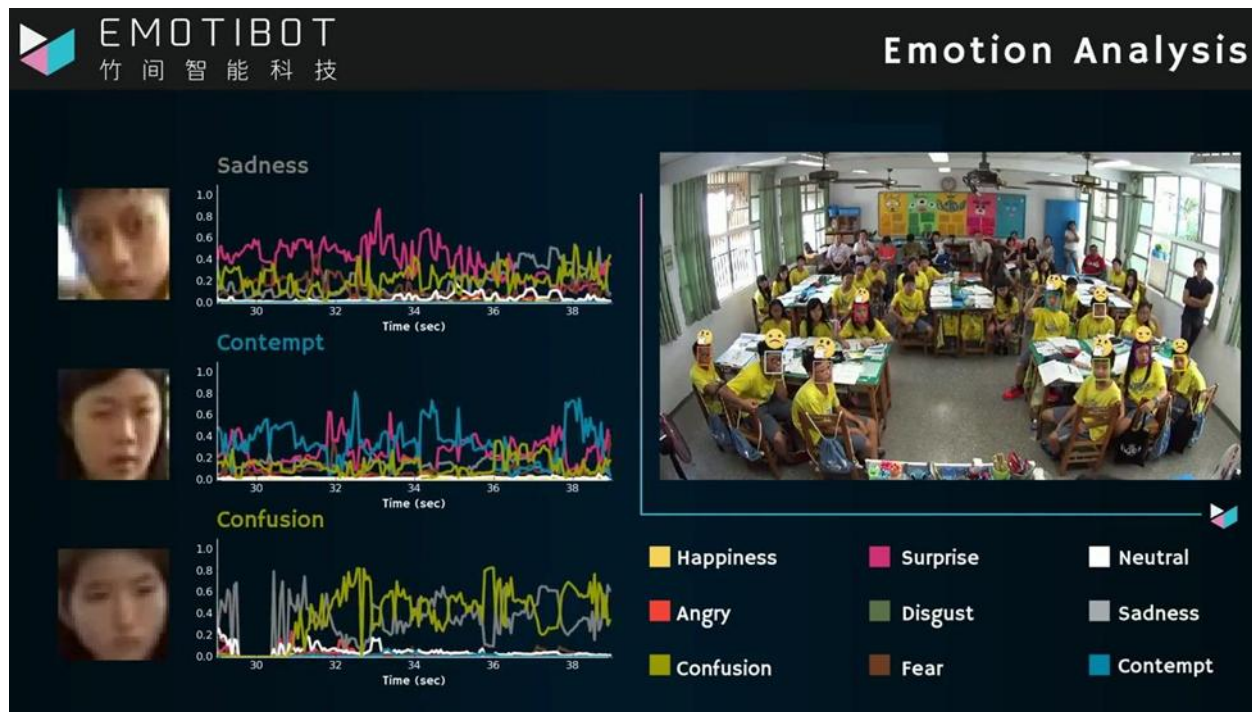 EMOTIBOT
竹间智能科技
Emotion Analysis
Sadness
1.0
0.8
0.6
0.4
0.2
0.0
30 32 34 36 38
Time (sec)
Contempt
1.0
0.8
0.6
0.4
0.2
0.0
30 32 34 36 38
Time (sec)
Confusion
1.0
0.8
0.6
0.4
0.2
0.0
30 32 34 36 38
Time (sec)
Happiness Surprise Neutral
Angry Disgust Sadness
Confusion Fear Contempt